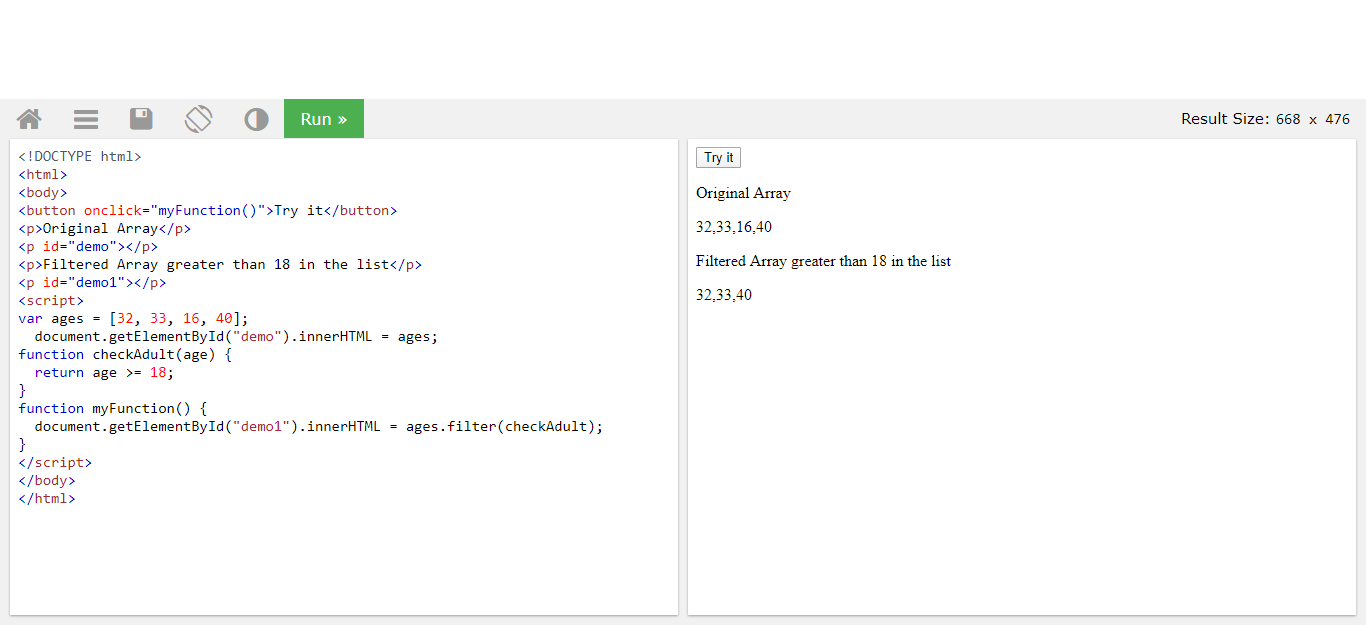 Run »
Result Size: 668 x 476
<!DOCTYPE html>
<html>
<body>
<button onclick="myFunction()">Try it</button>
<p>Original Array</p>
<p id="demo"></p>
<p>Filtered Array greater than 18 in the list</p>
<p id="demo1"></p>
<script>
var ages = [32, 33, 16, 40];
  document.getElementById("demo").innerHTML = ages;
function checkAdult(age) {
  return age >= 18;
}
function myFunction() {
  document.getElementById("demo1").innerHTML = ages.filter(checkAdult);
}
</script>
</body>
</html>
Try it
Original Array
32,33,16,40
Filtered Array greater than 18 in the list
32,33,40